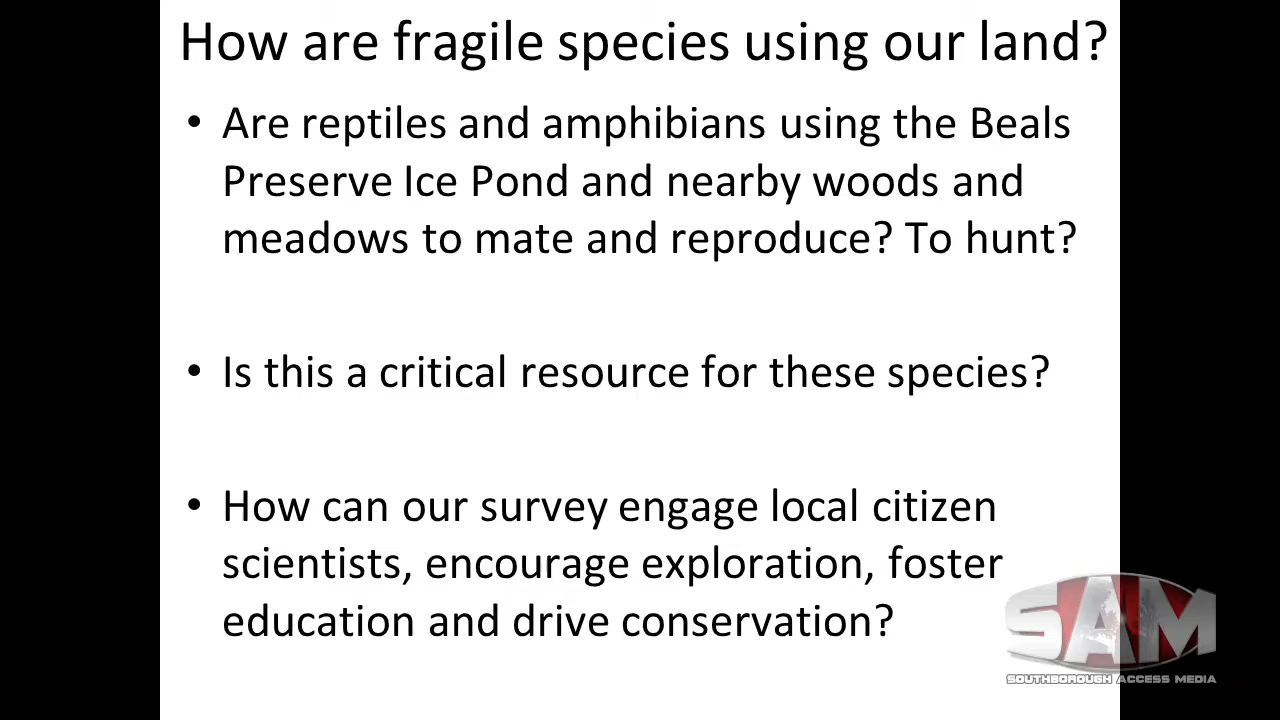 How are fragile species using our land?
• Are reptiles and amphibians using the Beals
Preserve Ice Pond and nearby woods and
meadows to mate and reproduce? To hunt?
• Is this a critical resource for these species?
• How can our survey engage local citizen
scientists, encourage exploration, foster
education and drive conservation?
SAM
SOUTHBOROUGH ACCESS MEDIA